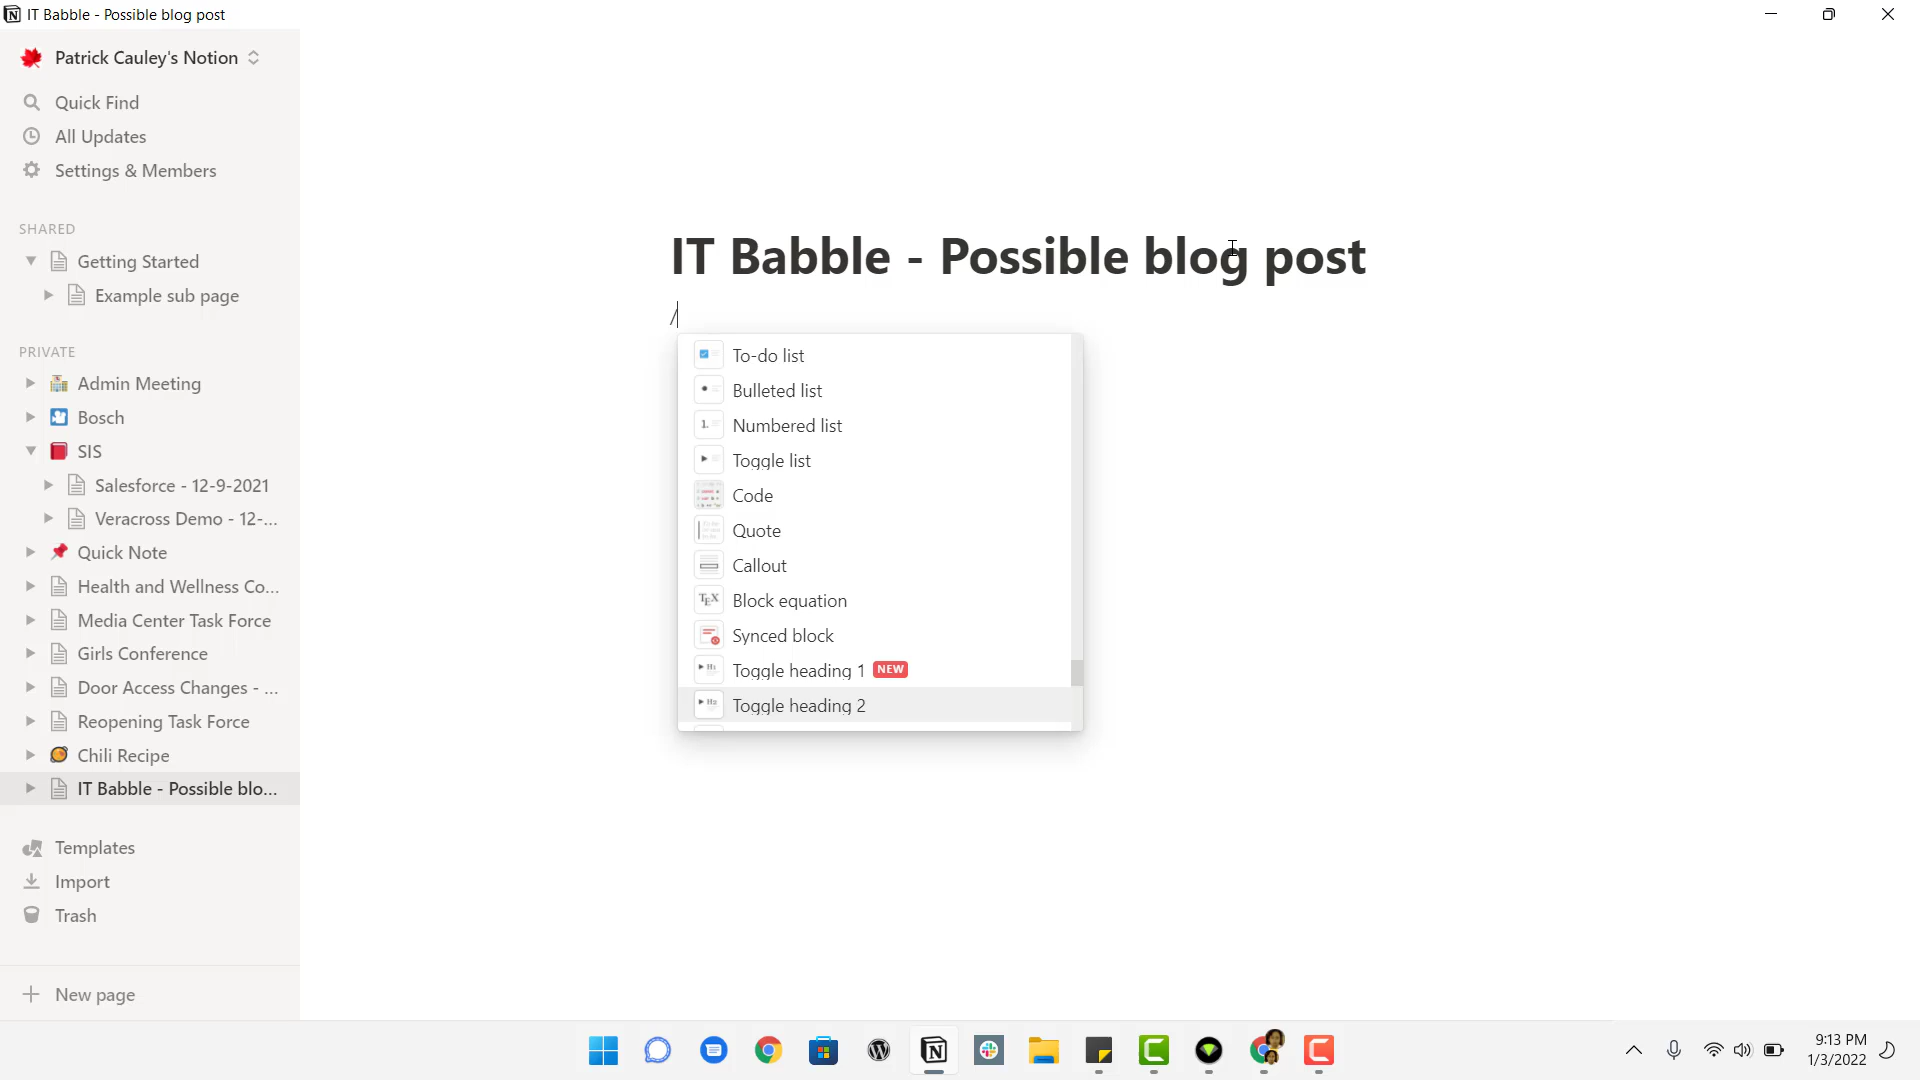 IT Babble - Possible blog post
Patrick Cauley's Notion
Quick Find
All Updates
Settings & Members
SHARED
Getting Started
Example sub page
PRIVATE
Admin Meeting
Bosch
SIS
Salesforce - 12-9-2021
Veracross Demo - 12-...
Quick Note
Health and Wellness Co...
Media Center Task Force
Girls Conference
Door Access Changes - ...
Reopening Task Force
Chili Recipe
IT Babble - Possible blo...
Templates
Import
Trash
New page
IT Babble - Possible blog post
/
To-do list
Bulleted list
1. Numbered list
Toggle list
Code
Quote
Callout
TEX Block equation
Synced block
H1 Toggle heading 1 NEW
H2 Toggle heading 2
9:13 PM
1/3/2022